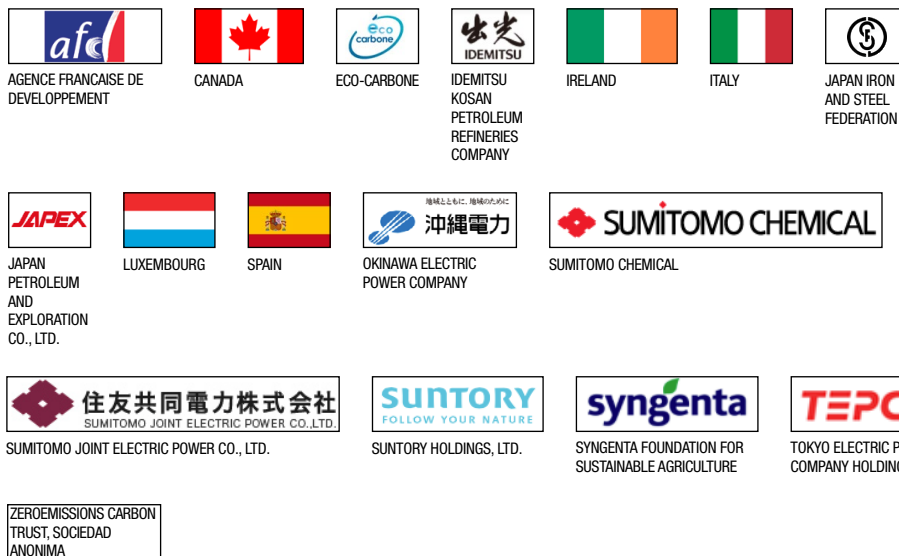 afd
eco
carbone
出光
IDEMITSU
AGENCE FRANCAISE DE
DEVELOPPEMENT
CANADA
ECO-CARBONE
IDEMITSU
KOSAN
PETROLEUM
REFINERIES
COMPANY
IRELAND
ITALY
JAPAN IRON
AND STEEL
FEDERATION
JAPEX
地域とともに、地域のために
沖縄電力
SUMITOMO CHEMICAL
JAPAN
PETROLEUM
AND
EXPLORATION
CO., LTD.
LUXEMBOURG
SPAIN
OKINAWA ELECTRIC
POWER COMPANY
SUMITOMO CHEMICAL
住友共同電力株式会社
SUMITOMO JOINT ELECTRIC POWER CO.,LTD.
SUNTORY
FOLLOW YOUR NATURE
syngenta
TEPC
SUMITOMO JOINT ELECTRIC POWER CO., LTD.
SUNTORY HOLDINGS, LTD.
SYNGENTA FOUNDATION FOR
SUSTAINABLE AGRICULTURE
TOKYO ELECTRIC P
COMPANY HOLDIN
ZEROEMISSIONS CARBON
TRUST, SOCIEDAD
ANONIMA